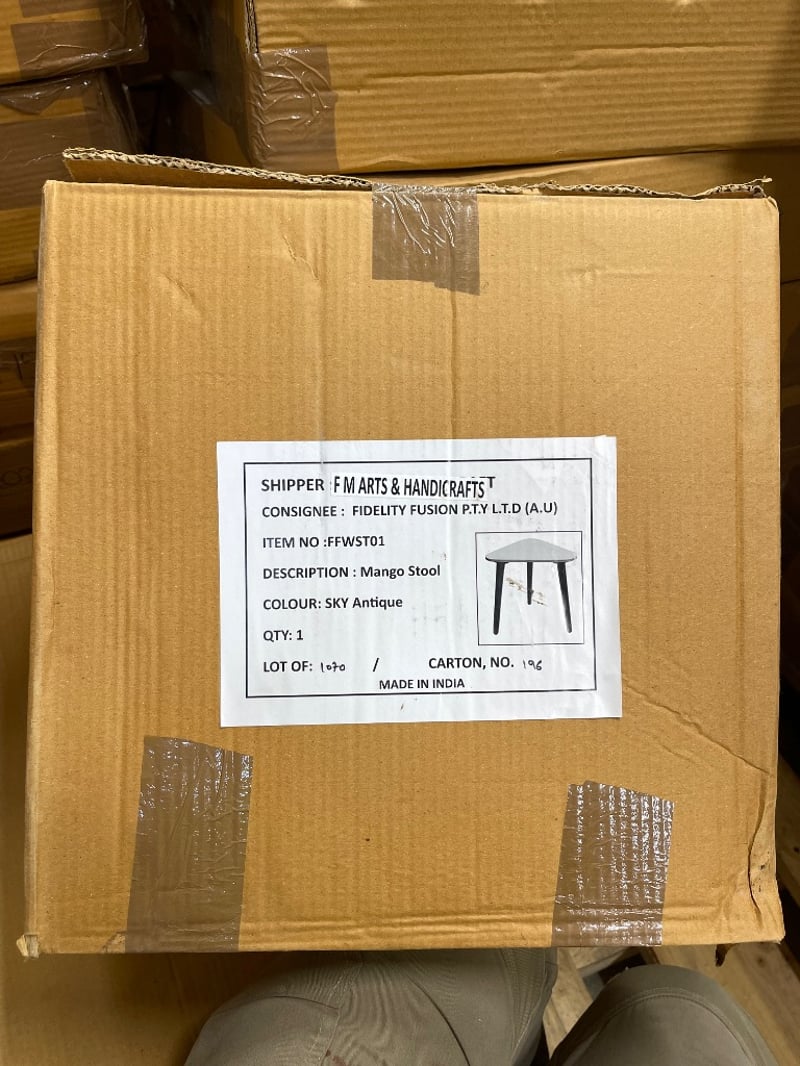 SHIPPER : F M ARTS & HANDICRAFTS
CONSIGNEE : FIDELITY FUSION P.T.Y L.T.D (A.U)
ITEM NO :FFWST01
DESCRIPTION : Mango Stool
COLOUR: SKY Antique
QTY: 1
LOT OF: 1070 / CARTON, NO. 196
MADE IN INDIA